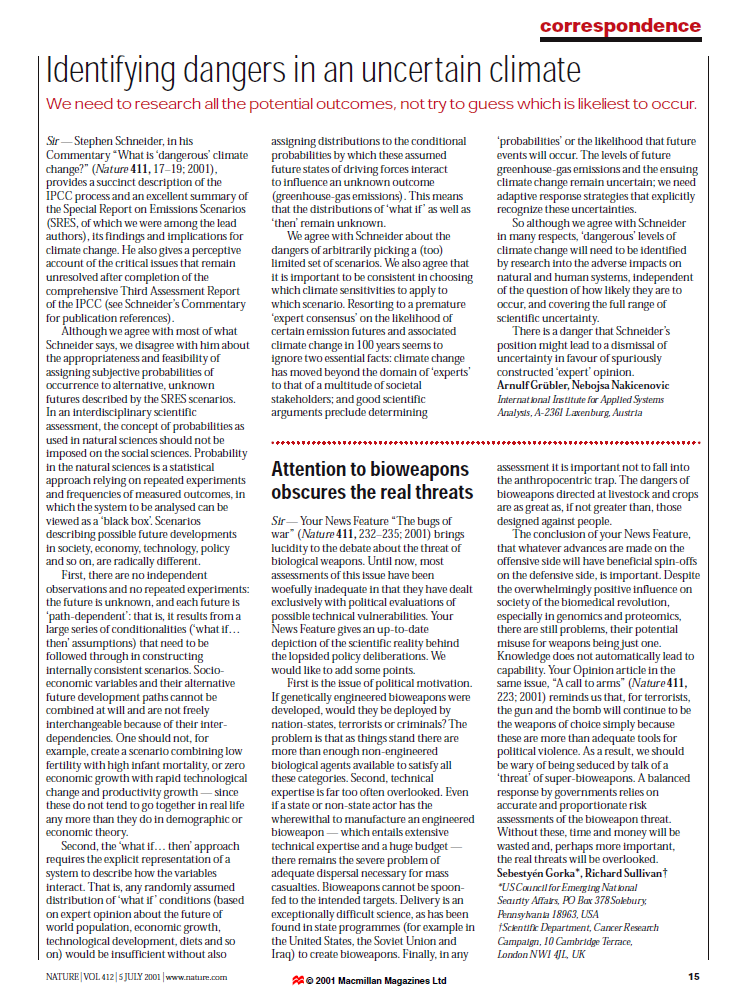 correspondence
Identifying dangers in an uncertain climate
We need to research all the potential outcomes, not try to guess which is likeliest to occur.
Sir — Stephen Schneider, in his
Commentary “What is ‘dangerous’ climate
change?” (Nature 411, 17–19; 2001),
provides a succinct description of the
IPCC process and an excellent summary of
the Special Report on Emissions Scenarios
(SRES, of which we were among the lead
authors), its findings and implications for
climate change. He also gives a perceptive
account of the critical issues that remain
unresolved after completion of the
comprehensive Third Assessment Report
of the IPCC (see Schneider’s Commentary
for publication references).
Although we agree with most of what
Schneider says, we disagree with him about
the appropriateness and feasibility of
assigning subjective probabilities of
occurrence to alternative, unknown
futures described by the SRES scenarios.
In an interdisciplinary scientific
assessment, the concept of probabilities as
used in natural sciences should not be
imposed on the social sciences. Probability
in the natural sciences is a statistical
approach relying on repeated experiments
and frequencies of measured outcomes, in
which the system to be analysed can be
viewed as a ‘black box’. Scenarios
describing possible future developments
in society, economy, technology, policy
and so on, are radically different.
First, there are no independent
observations and no repeated experiments:
the future is unknown, and each future is
‘path-dependent’: that is, it results from a
large series of conditionalities (‘what if…
then’ assumptions) that need to be
followed through in constructing
internally consistent scenarios. Socio-
economic variables and their alternative
future development paths cannot be
combined at will and are not freely
interchangeable because of their inter-
dependencies. One should not, for
example, create a scenario combining low
fertility with high infant mortality, or zero
economic growth with rapid technological
change and productivity growth — since
these do not tend to go together in real life
any more than they do in demographic or
economic theory.
Second, the ‘what if… then’ approach
requires the explicit representation of a
system to describe how the variables
interact. That is, any randomly assumed
distribution of ‘what if’ conditions (based
on expert opinion about the future of
world population, economic growth,
technological development, diets and so
on) would be insufficient without also
assigning distributions to the conditional
probabilities by which these assumed
future states of driving forces interact
to influence an unknown outcome
(greenhouse-gas emissions). This means
that the distributions of ‘what if’ as well as
‘then’ remain unknown.
We agree with Schneider about the
dangers of arbitrarily picking a (too)
limited set of scenarios. We also agree that
it is important to be consistent in choosing
which climate sensitivities to apply to
which scenario. Resorting to a premature
‘expert consensus’ on the likelihood of
certain emission futures and associated
climate change in 100 years seems to
ignore two essential facts: climate change
has moved beyond the domain of ‘experts’
to that of a multitude of societal
stakeholders; and good scientific
arguments preclude determining
‘probabilities’ or the likelihood that future
events will occur. The levels of future
greenhouse-gas emissions and the ensuing
climate change remain uncertain; we need
adaptive response strategies that explicitly
recognize these uncertainties.
So although we agree with Schneider
in many respects, ‘dangerous’ levels of
climate change will need to be identified
by research into the adverse impacts on
natural and human systems, independent
of the question of how likely they are to
occur, and covering the full range of
scientific uncertainty.
There is a danger that Schneider’s
position might lead to a dismissal of
uncertainty in favour of spuriously
constructed ‘expert’ opinion.
Arnulf Grübler, Nebojsa Nakicenovic
International Institute for Applied Systems
Analysis, A-2361 Laxenburg, Austria
Attention to bioweapons
obscures the real threats
Sir — Your News Feature “The bugs of
war” (Nature 411, 232–235; 2001) brings
lucidity to the debate about the threat of
biological weapons. Until now, most
assessments of this issue have been
woefully inadequate in that they have dealt
exclusively with political evaluations of
possible technical vulnerabilities. Your
News Feature gives an up-to-date
depiction of the scientific reality behind
the lopsided policy deliberations. We
would like to add some points.
First is the issue of political motivation.
If genetically engineered bioweapons were
developed, would they be deployed by
nation-states, terrorists or criminals? The
problem is that as things stand there are
more than enough non-engineered
biological agents available to satisfy all
these categories. Second, technical
expertise is far too often overlooked. Even
if a state or non-state actor has the
wherewithal to manufacture an engineered
bioweapon — which entails extensive
technical expertise and a huge budget —
there remains the severe problem of
adequate dispersal necessary for mass
casualties. Bioweapons cannot be spoon-
fed to the intended targets. Delivery is an
exceptionally difficult science, as has been
found in state programmes (for example in
the United States, the Soviet Union and
Iraq) to create bioweapons. Finally, in any
assessment it is important not to fall into
the anthropocentric trap. The dangers of
bioweapons directed at livestock and crops
are as great as, if not greater than, those
designed against people.
The conclusion of your News Feature,
that whatever advances are made on the
offensive side will have beneficial spin-offs
on the defensive side, is important. Despite
the overwhelmingly positive influence on
society of the biomedical revolution,
especially in genomics and proteomics,
there are still problems, their potential
misuse for weapons being just one.
Knowledge does not automatically lead to
capability. Your Opinion article in the
same issue, “A call to arms” (Nature 411,
223; 2001) reminds us that, for terrorists,
the gun and the bomb will continue to be
the weapons of choice simply because
these are more than adequate tools for
political violence. As a result, we should
be wary of being seduced by talk of a
‘threat’ of super-bioweapons. A balanced
response by governments relies on
accurate and proportionate risk
assessments of the bioweapon threat.
Without these, time and money will be
wasted and, perhaps more important,
the real threats will be overlooked.
Sebestyén Gorka*, Richard Sullivan†
*US Council for Emerging National
Security Affairs, PO Box 378 Solebury,
Pennsylvania 18963, USA
†Scientific Department, Cancer Research
Campaign, 10 Cambridge Terrace,
London NW1 4JL, UK
NATURE | VOL 412 | 5 JULY 2001 | www.nature.com
© 2001 Macmillan Magazines Ltd
15